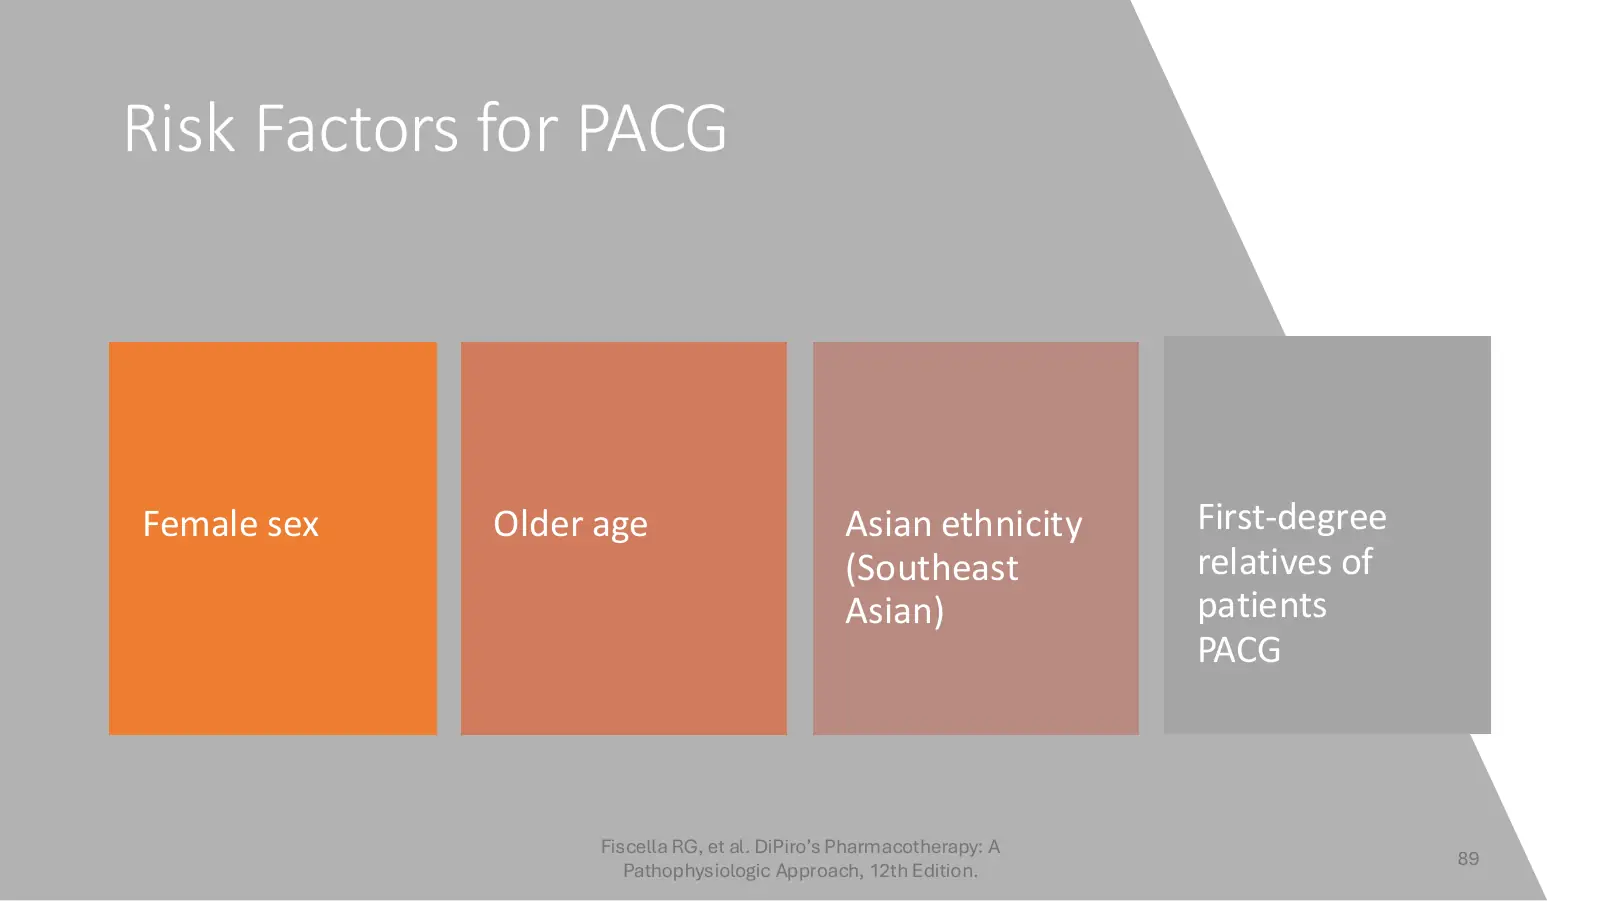 Risk Factors for PACG
Female sex
Older age
Asian ethnicity
(Southeast
Asian)
First-degree
relatives of
patients
PACG
Fiscella RG, et al. DiPiro's Pharmacotherapy: A
Pathophysiologic Approach, 12th Edition.
89